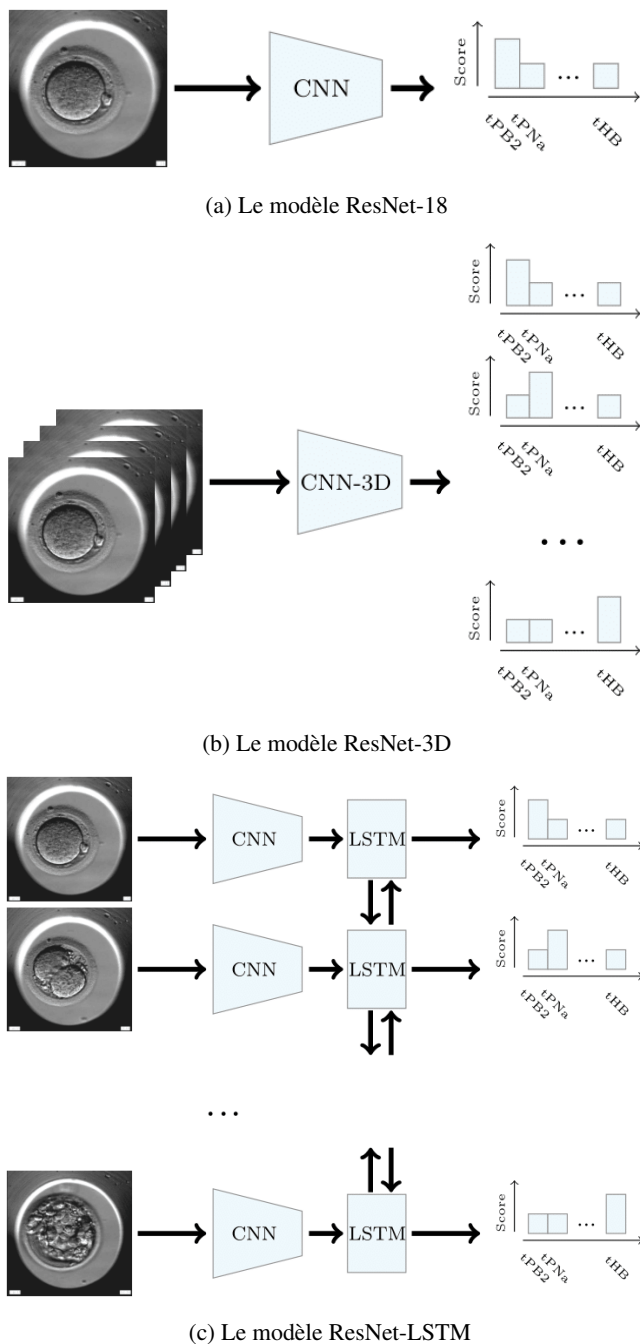 CNN
Score
tPB2
tPNa
...
tHB
(a) Le modèle ResNet-18
Score
tPB2
tPNa
...
tHB
CNN-3D
Score
tPB2
tPNa
...
tHB
...
Score
tPB2
tPNa
...
tHB
(b) Le modèle ResNet-3D
CNN
LSTM
Score
tPB2
tPNa
...
tHB
CNN
LSTM
Score
tPB2
tPNa
...
tHB
...
CNN
LSTM
Score
tPB2
tPNa
...
tHB
(c) Le modèle ResNet-LSTM